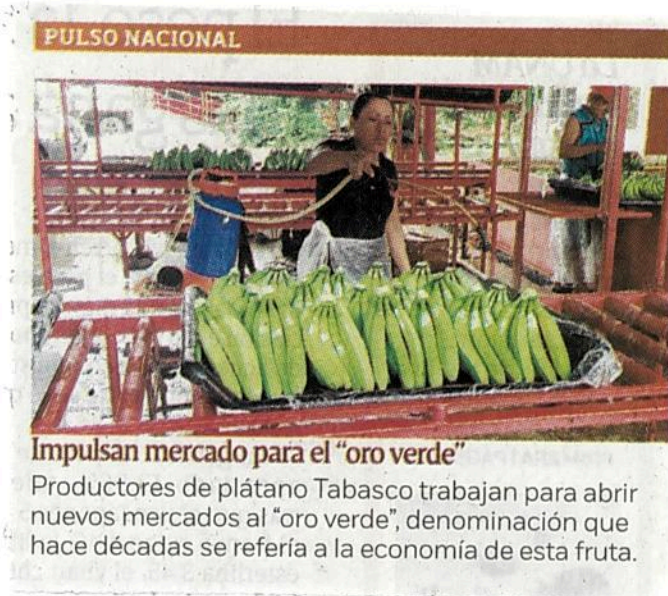 PULSO NACIONAL
Impulsan mercado para el “oro verde”
Productores de plátano Tabasco trabajan para abrir
nuevos mercados al “oro verde”, denominación que
hace décadas se refería a la economía de esta fruta.